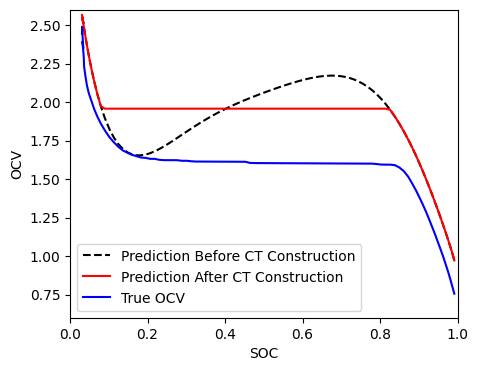 2.50
2.25
2.00
1.75
1.50
1.25
1.00
0.75
OCV
Prediction Before CT Construction
Prediction After CT Construction
True OCV
0.0 0.2 0.4 0.6 0.8 1.0
SOC